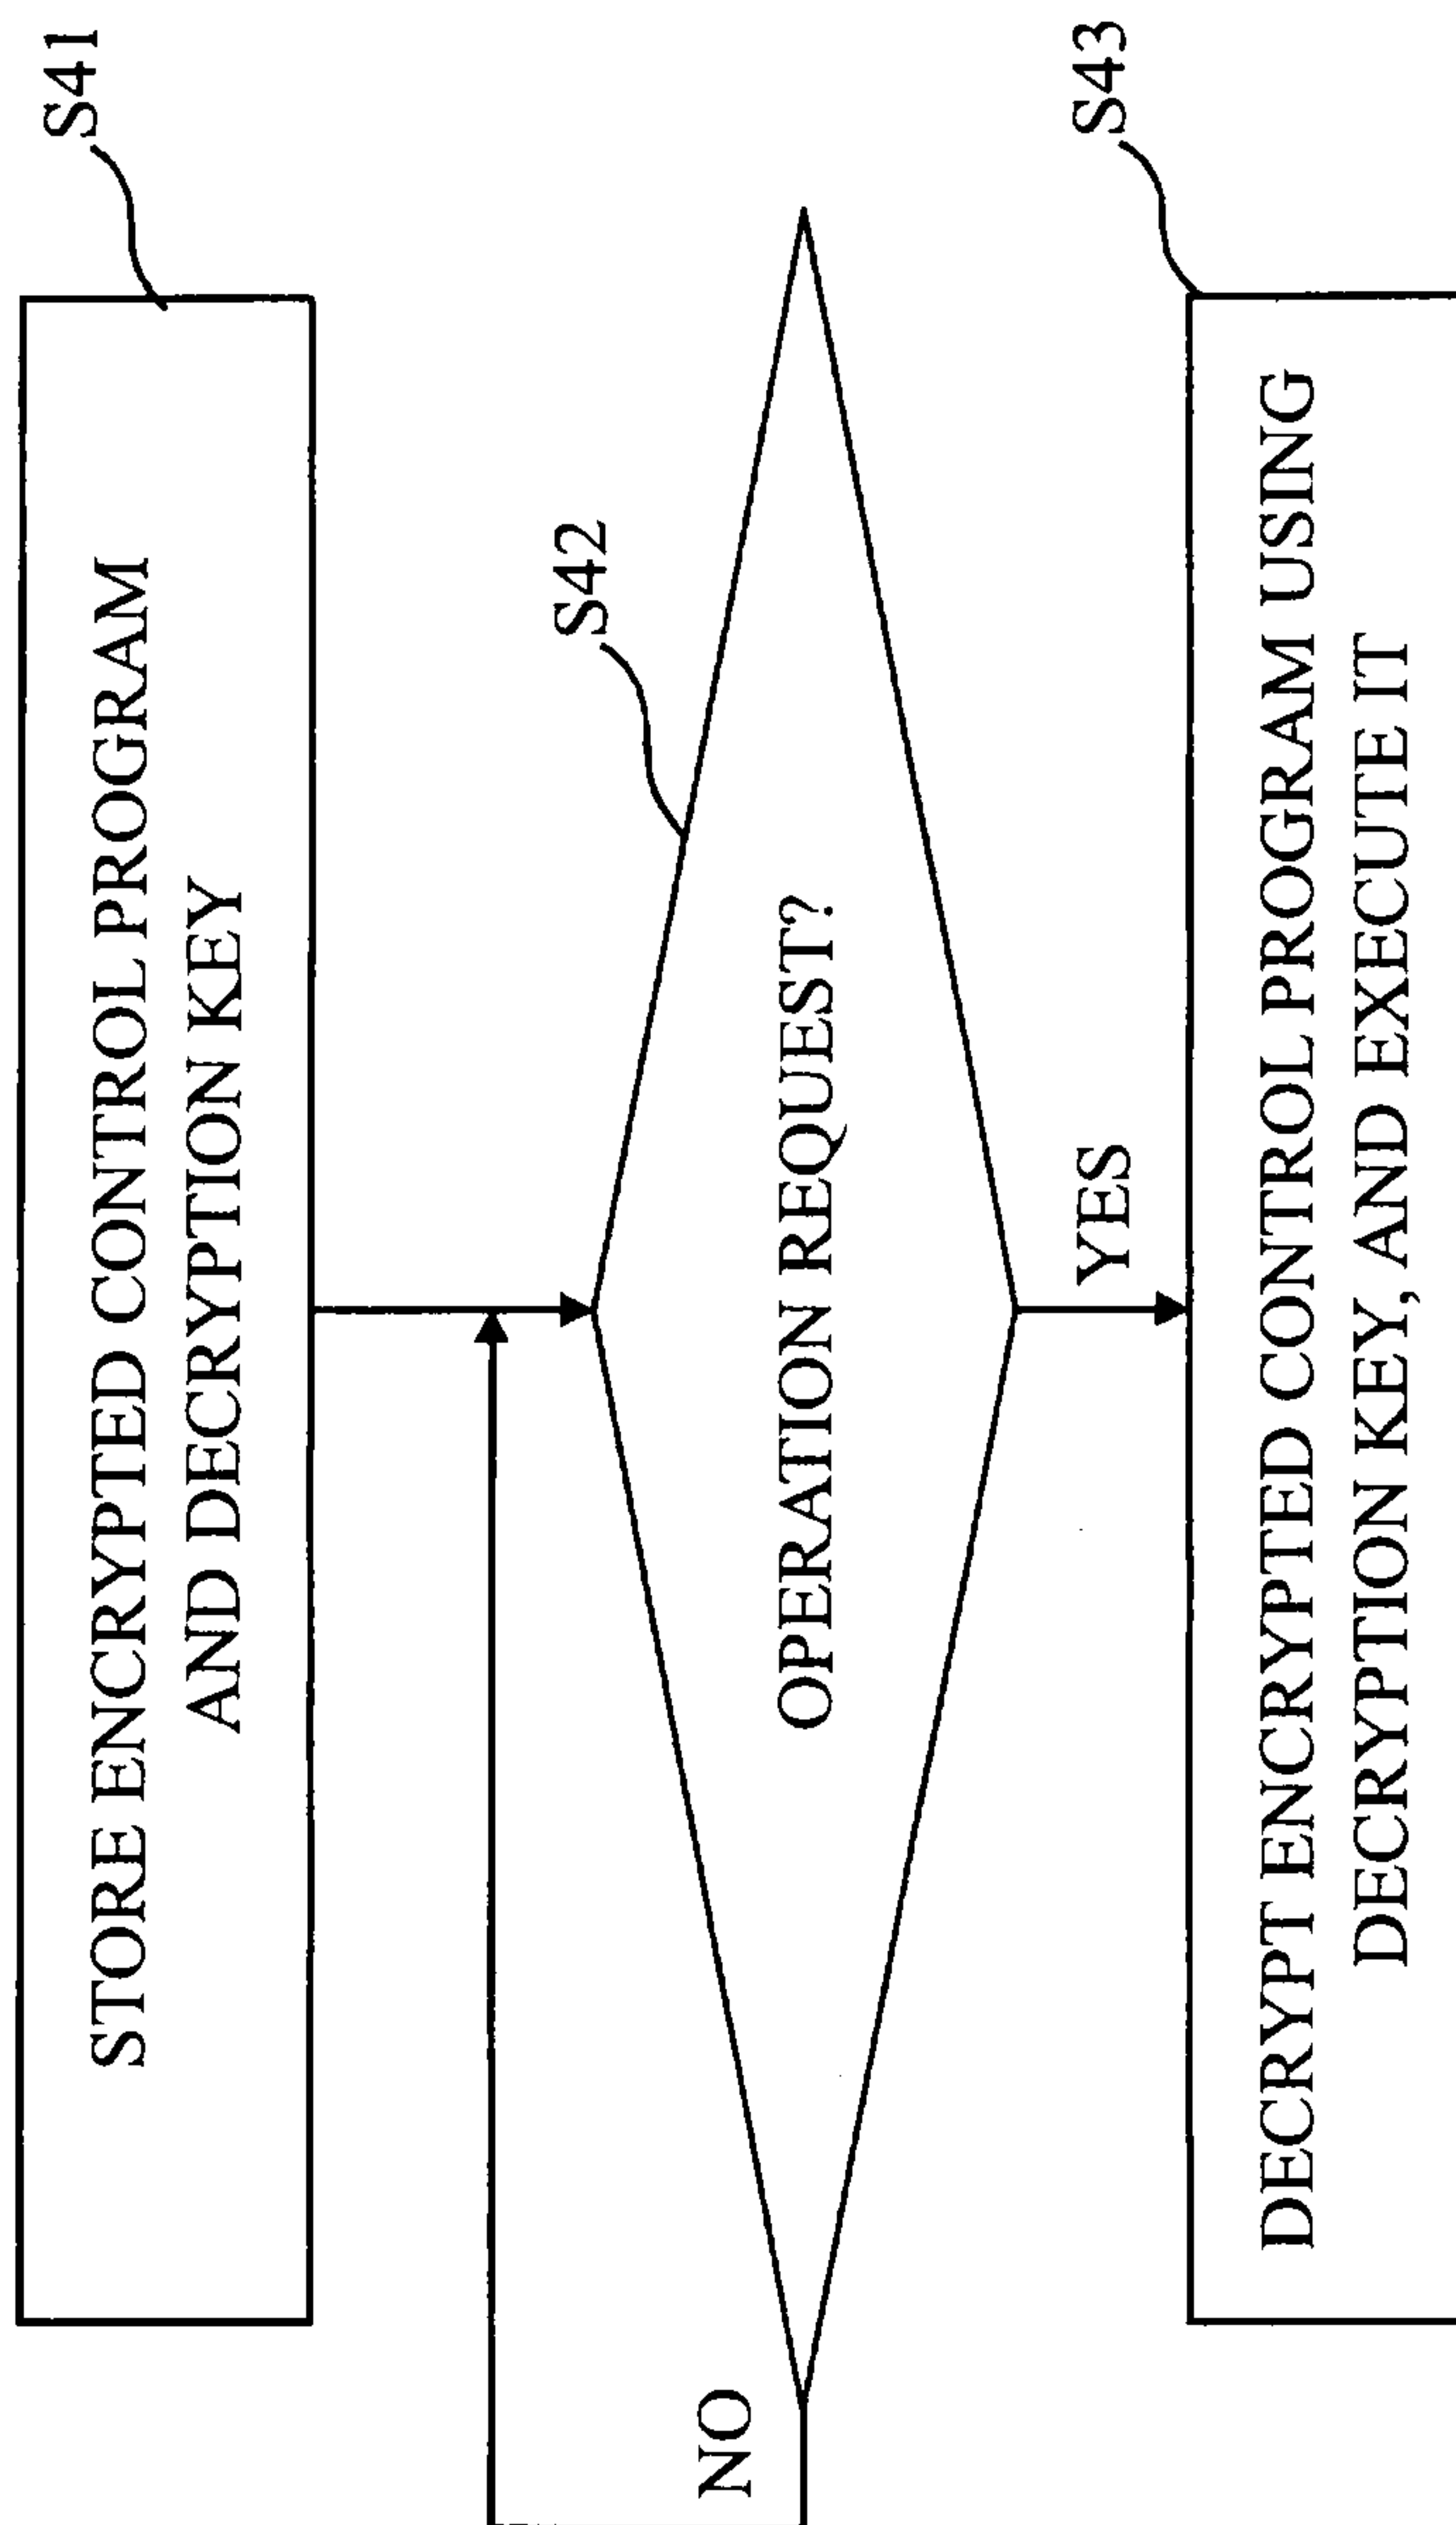 S41
STORE ENCRYPTED CONTROL PROGRAM
AND DECRYPTION KEY
S42
OPERATION REQUEST?
NO
YES
S43
DECRYPT ENCRYPTED CONTROL PROGRAM USING
DECRYPTION KEY, AND EXECUTE IT